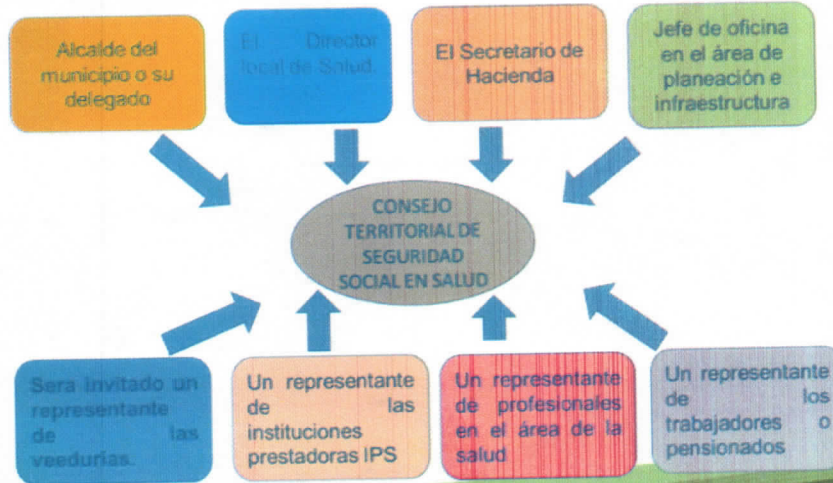 Alcalde del
municipio o su
delegado
El Director
local de Salud.
El Secretario de
Hacienda
Jefe de oficina
en el área de
planeación e
infraestructura
CONSEJO
TERRITORIAL DE
SEGURIDAD
SOCIAL EN SALUD
Sera invitado un
representante
de las
veedurías.
Un representante
de las
instituciones
prestadoras IPS
Un representante
de profesionales
en el área de la
salud
Un representante
de los
trabajadores o
pensionados